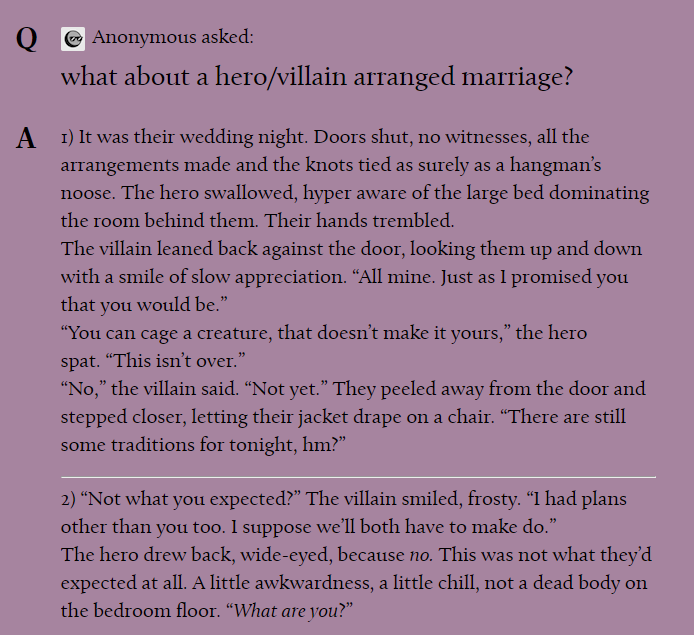 Q Anonymous asked:
what about a hero/villain arranged marriage?
A 1) It was their wedding night. Doors shut, no witnesses, all the
arrangements made and the knots tied as surely as a hangman’s
noose. The hero swallowed, hyper aware of the large bed dominating
the room behind them. Their hands trembled.
The villain leaned back against the door, looking them up and down
with a smile of slow appreciation. “All mine. Just as I promised you
that you would be.”
“You can cage a creature, that doesn’t make it yours,” the hero
spat. “This isn’t over.”
“No,” the villain said. “Not yet.” They peeled away from the door and
stepped closer, letting their jacket drape on a chair. “There are still
some traditions for tonight, hm?”
2) “Not what you expected?” The villain smiled, frosty. “I had plans
other than you too. I suppose we’ll both have to make do.”
The hero drew back, wide-eyed, because no. This was not what they’d
expected at all. A little awkwardness, a little chill, not a dead body on
the bedroom floor. “What are you?”